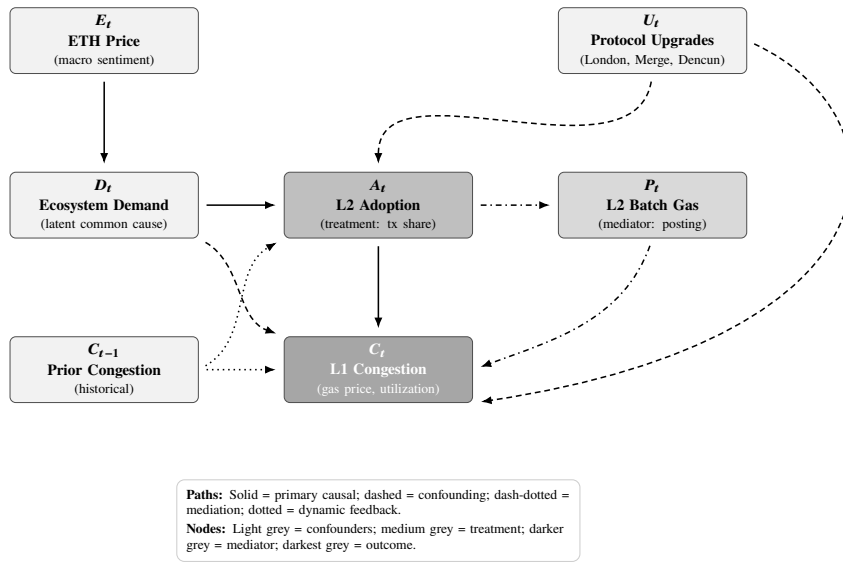 E_t
ETH Price
(macro sentiment)
U_t
Protocol Upgrades
(London, Merge, Dencun)
D_t
Ecosystem Demand
(latent common cause)
A_t
L2 Adoption
(treatment: tx share)
P_t
L2 Batch Gas
(mediator: posting)
C_{t−1}
Prior Congestion
(historical)
C_t
L1 Congestion
(gas price, utilization)
Paths: Solid = primary causal; dashed = confounding; dash-dotted =
mediation; dotted = dynamic feedback.
Nodes: Light grey = confounders; medium grey = treatment; darker
grey = mediator; darkest grey = outcome.